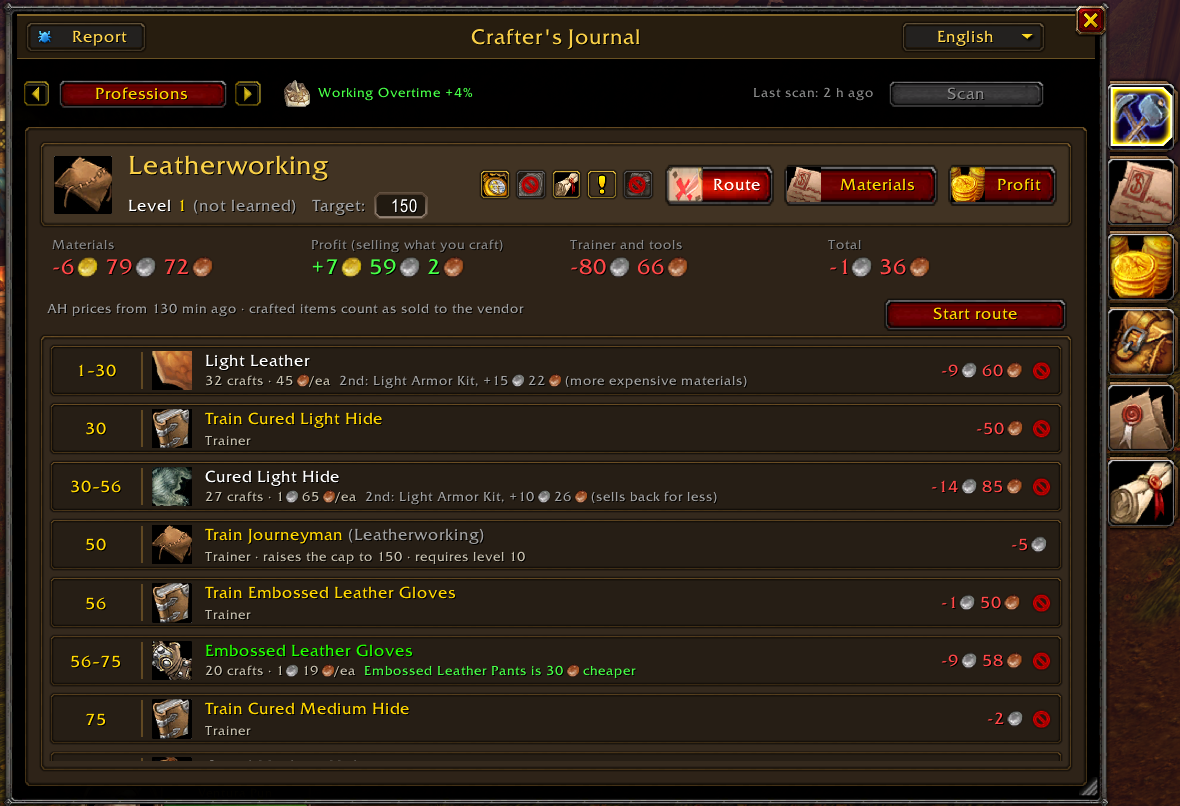 Report
Crafter's Journal
English
Professions
Working Overtime +4%
Last scan: 2 h ago
Scan
Leatherworking
Level 1 (not learned) Target: 150
Route
Materials
Profit
Materials
Profit (selling what you craft)
Trainer and tools
Total
-6 79 72
+7 59 2
-80 66
-1 36
AH prices from 130 min ago · crafted items count as sold to the vendor
Start route
1-30
Light Leather
32 crafts · 45 /ea 2nd: Light Armor Kit, +15 22 (more expensive materials)
-9 60
30
Train Cured Light Hide
Trainer
-50
30-56
Cured Light Hide
27 crafts · 1 65 /ea 2nd: Light Armor Kit, +10 26 (sells back for less)
-14 85
50
Train Journeyman (Leatherworking)
Trainer · raises the cap to 150 · requires level 10
-5
56
Train Embossed Leather Gloves
Trainer
-1 50
56-75
Embossed Leather Gloves
20 crafts · 1 19 /ea Embossed Leather Pants is 30 cheaper
-9 58
75
Train Cured Medium Hide
Trainer
-2